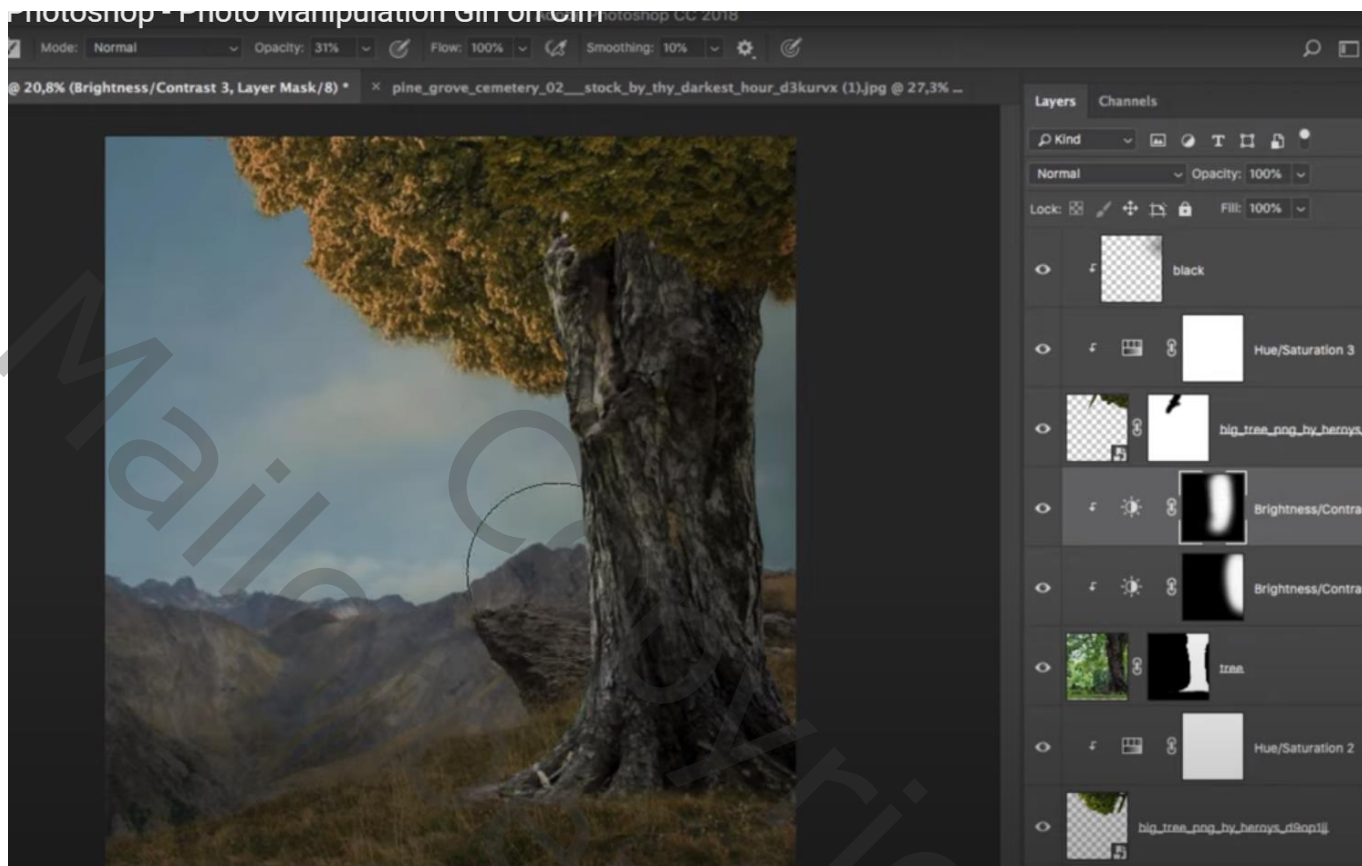 Photoshop - Photo Manipulation Girl on
Photoshop CC 2018
Mode: Normal Opacity: 31% Flow: 100% Smoothing: 10%
@ 20,8% (Brightness/Contrast 3, Layer Mask/8) * × pine_grove_cemetery_02__stock_by_thy_darkest_hour_d3kurvx (1).jpg @ 27,3% ...
Layers Channels
Kind
Normal Opacity: 100%
Lock: Fill: 100%
black
Hue/Saturation 3
big_tree_png_by_heroys
Brightness/Contra
Brightness/Contra
tree
Hue/Saturation 2
big_tree_png_by_heroys_d9op1jj